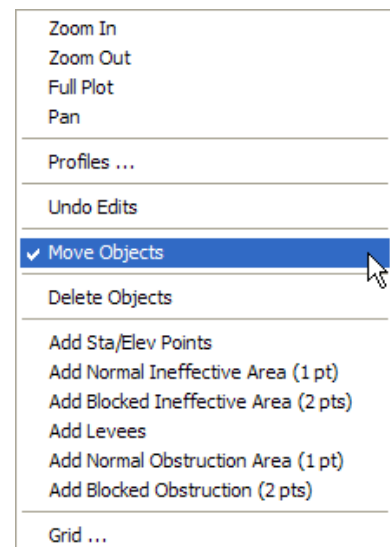 Zoom In
Zoom Out
Full Plot
Pan
Profiles ...
Undo Edits
Move Objects
Delete Objects
Add Sta/Elev Points
Add Normal Ineffective Area (1 pt)
Add Blocked Ineffective Area (2 pts)
Add Levees
Add Normal Obstruction Area (1 pt)
Add Blocked Obstruction (2 pts)
Grid ...